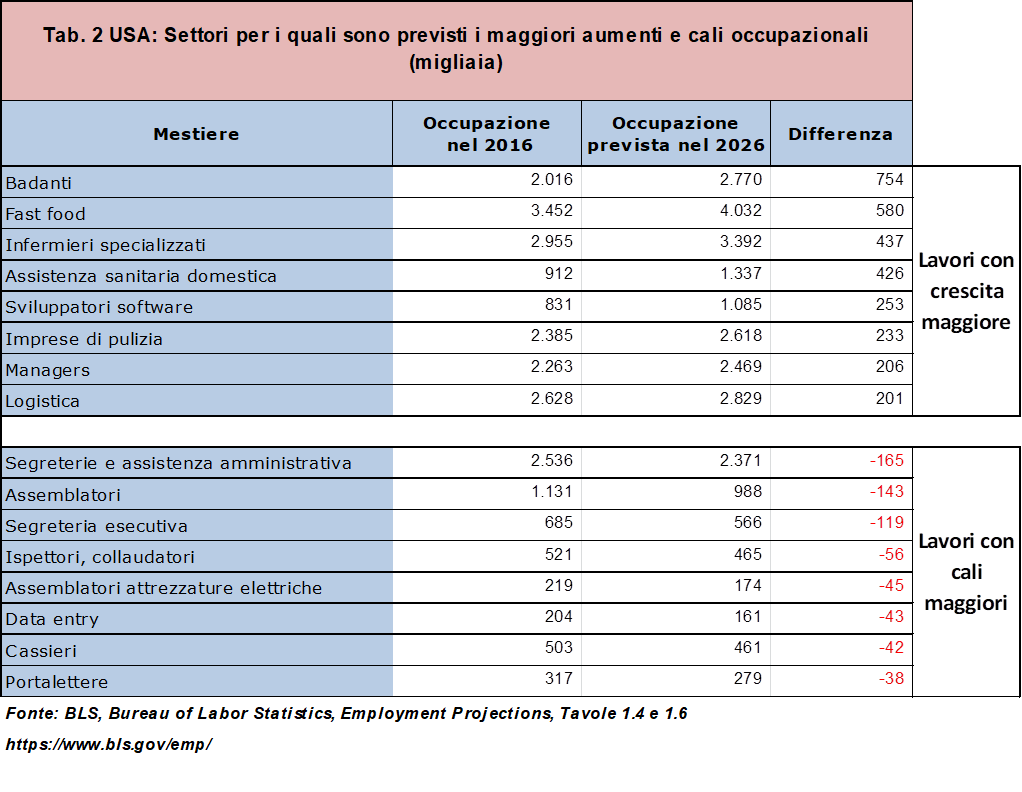 Tab. 2 USA: Settori per i quali sono previsti i maggiori aumenti e cali occupazionali
(migliaia)
Mestiere Occupazione nel 2016 Occupazione prevista nel 2026 Differenza
Badanti 2.016 2.770 754
Fast food 3.452 4.032 580
Infermieri specializzati 2.955 3.392 437
Assistenza sanitaria domestica 912 1.337 426
Sviluppatori software 831 1.085 253
Imprese di pulizia 2.385 2.618 233
Managers 2.263 2.469 206
Logistica 2.628 2.829 201
Lavori con
crescita
maggiore
Segreterie e assistenza amministrativa 2.536 2.371 -165
Assemblatori 1.131 988 -143
Segreteria esecutiva 685 566 -119
Ispettori, collaudatori 521 465 -56
Assemblatori attrezzature elettriche 219 174 -45
Data entry 204 161 -43
Cassieri 503 461 -42
Portalettere 317 279 -38
Lavori con
cali
maggiori
Fonte: BLS, Bureau of Labor Statistics, Employment Projections, Tavole 1.4 e 1.6
https://www.bls.gov/emp/